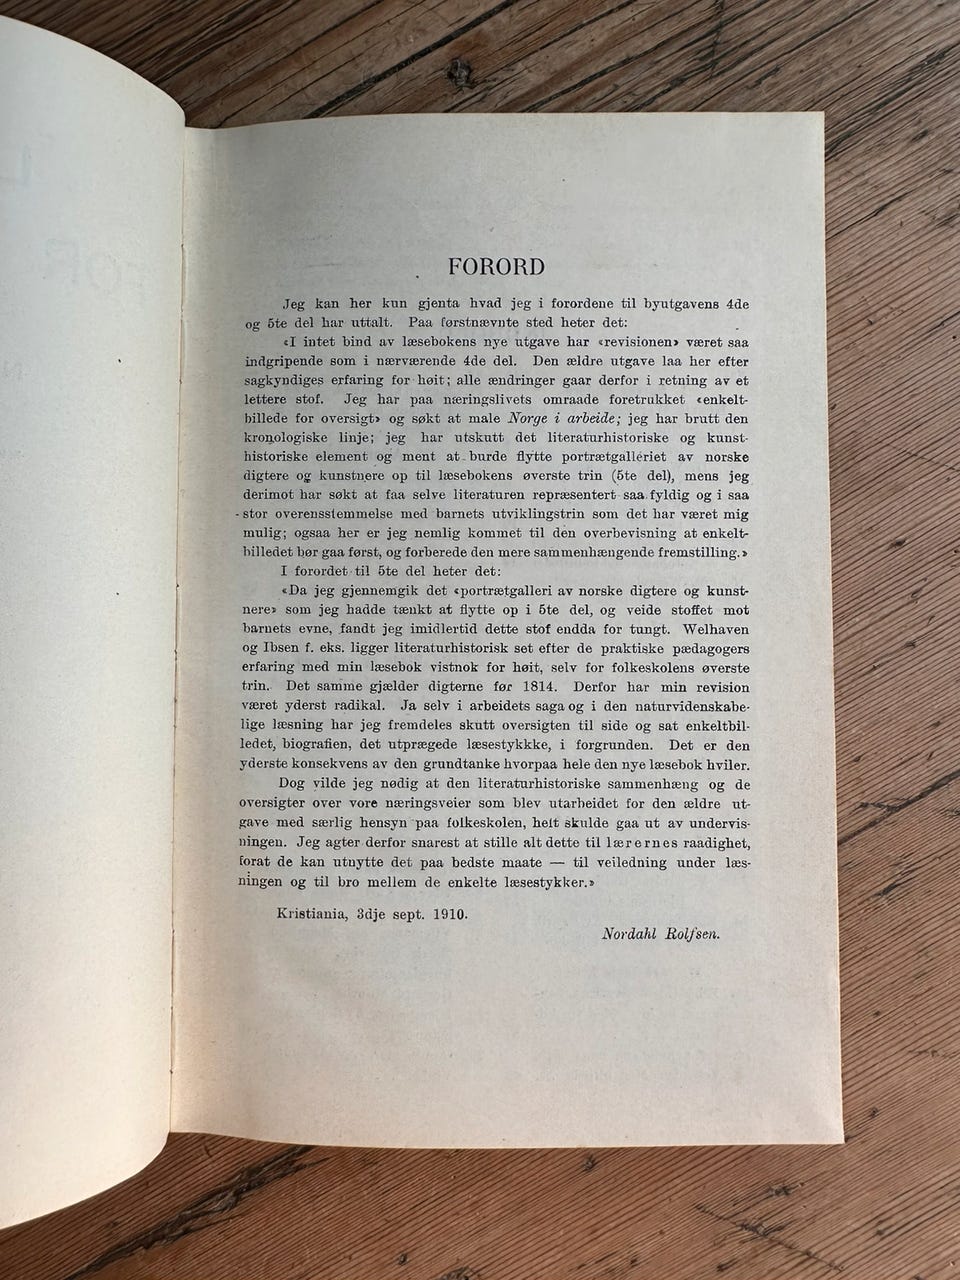 FORORD
Jeg kan her kun gjenta hvad jeg i forordene til byutgavens 4de
og 5te del har uttalt. Paa førstnævnte sted heter det:
«I intet bind av læsebokens nye utgave har «revisionen» været saa
indgripende som i nærværende 4de del. Den ældre utgave laa her efter
sagkyndiges erfaring for høit; alle ændringer gaar derfor i retning av et
lettere stof. Jeg har paa næringslivets omraade foretrukket «enkelt-
billede for oversigt» og søkt at male Norge i arbeide; jeg har brutt den
kronologiske linje; jeg har utskutt det literaturhistoriske og kunst-
historiske element og ment at burde flytte portrætgalleriet av norske
digtere og kunstnere op til læsebokens øverste trin (5te del), mens jeg
derimot har søkt at faa selve literaturen repræsentert saa fyldig og i saa
stor overensstemmelse med barnets utviklingstrin som det har været mig
mulig; ogsaa her er jeg nemlig kommet til den overbevisning at enkelt-
billedet bør gaa først, og forberede den mere sammenhængende fremstilling.»
I forordet til 5te del heter det:
«Da jeg gjennemgik det «portrætgalleri av norske digtere og kunst-
nere» som jeg hadde tænkt at flytte op i 5te del, og veide stoffet mot
barnets evne, fandt jeg imidlertid dette stof endda for tungt. Welhaven
og Ibsen f. eks. ligger literaturhistorisk set efter de praktiske pædagogers
erfaring med min læsebok vistnok for høit, selv for folkeskolens øverste
trin. Det samme gjælder digterne før 1814. Derfor har min revision
været yderst radikal. Ja selv i arbeidets saga og i den naturvidenskabe-
lige læsning har jeg fremdeles skutt oversigten til side og sat enkeltbil-
ledet, biografien, det utprægede læsestykkke, i forgrunden. Det er den
yderste konsekvens av den grundtanke hvorpaa hele den nye læsebok hviler.
Dog vilde jeg nødig at den literaturhistoriske sammenhæng og de
oversigter over vore næringsveier som blev utarbeidet for den ældre ut-
gave med særlig hensyn paa folkeskolen, helt skulde gaa ut av undervis-
ningen. Jeg agter derfor snarest at stille alt dette til lærernes raadighet,
forat de kan utnytte det paa bedste maate — til veiledning under læs-
ningen og til bro mellem de enkelte læsestykker.»
Kristiania, 3dje sept. 1910.
Nordahl Rolfsen.